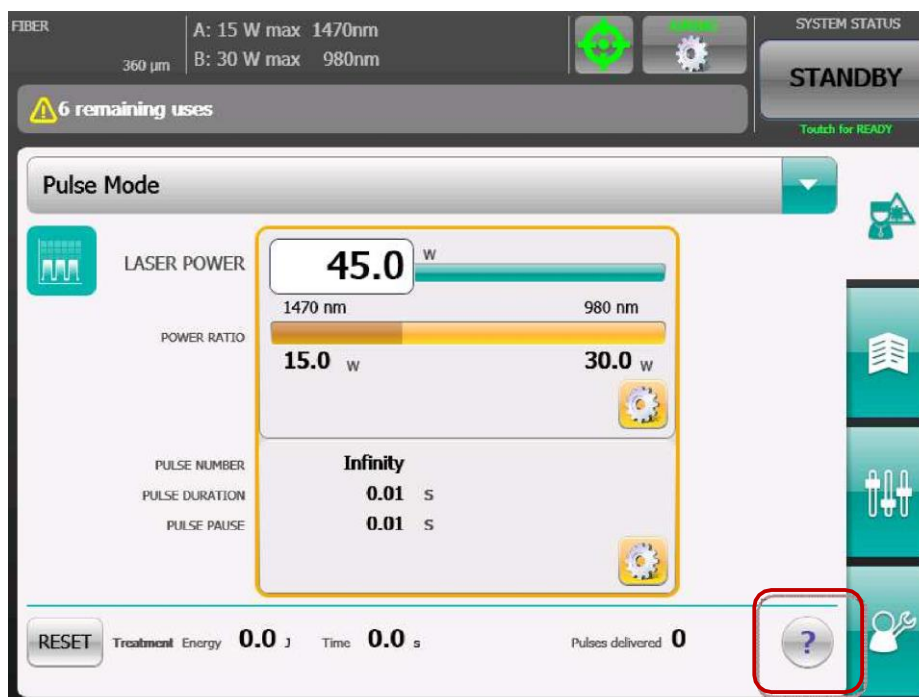 FIBER
360 µm
A: 15 W max 1470nm
B: 30 W max 980nm
SYSTEM STATUS
STANDBY
Toutch for READY
6 remaining uses
Pulse Mode
LASER POWER
45.0 W
1470 nm 980 nm
POWER RATIO
15.0 W 30.0 W
PULSE NUMBER Infinity
PULSE DURATION 0.01 S
PULSE PAUSE 0.01 S
RESET Treatment Energy 0.0 J Time 0.0 s Pulses delivered 0 ?